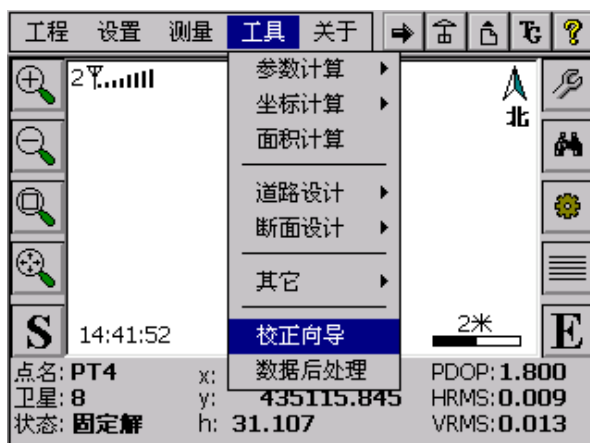 工程 设置 测量 工具 关于 TG ?
2
参数计算
坐标计算
面积计算
北
道路设计
断面设计
其它
S 14:41:52 校正向导 2米 E
点名: PT4 x: 数据后处理 PDOP: 1.800
卫星: 8 y: 435115.845 HRMS: 0.009
状态: 固定解 h: 31.107 VRMS: 0.013